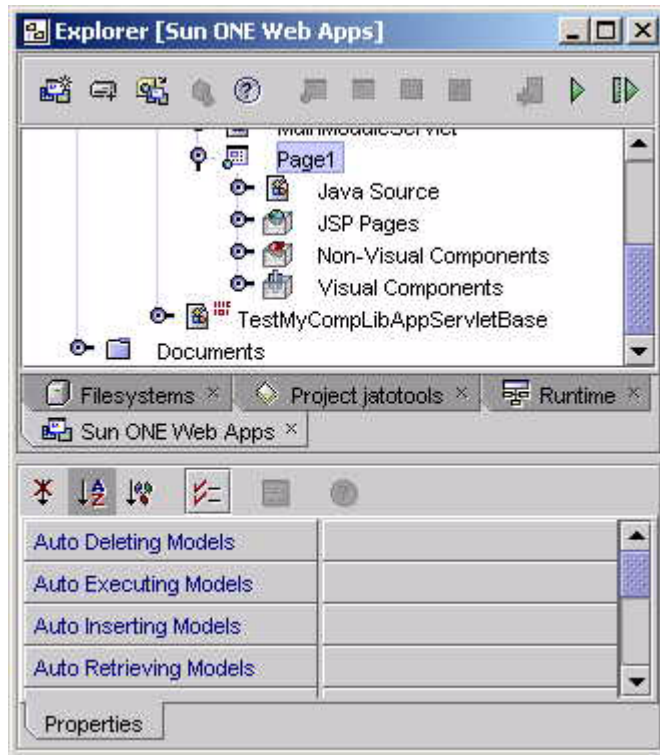 Explorer [Sun ONE Web Apps]
MainModuleServlet
Page1
Java Source
JSP Pages
Non-Visual Components
Visual Components
TestMyCompLibAppServletBase
Documents
Filesystems Project jatotools Runtime
Sun ONE Web Apps
Auto Deleting Models
Auto Executing Models
Auto Inserting Models
Auto Retrieving Models
Properties